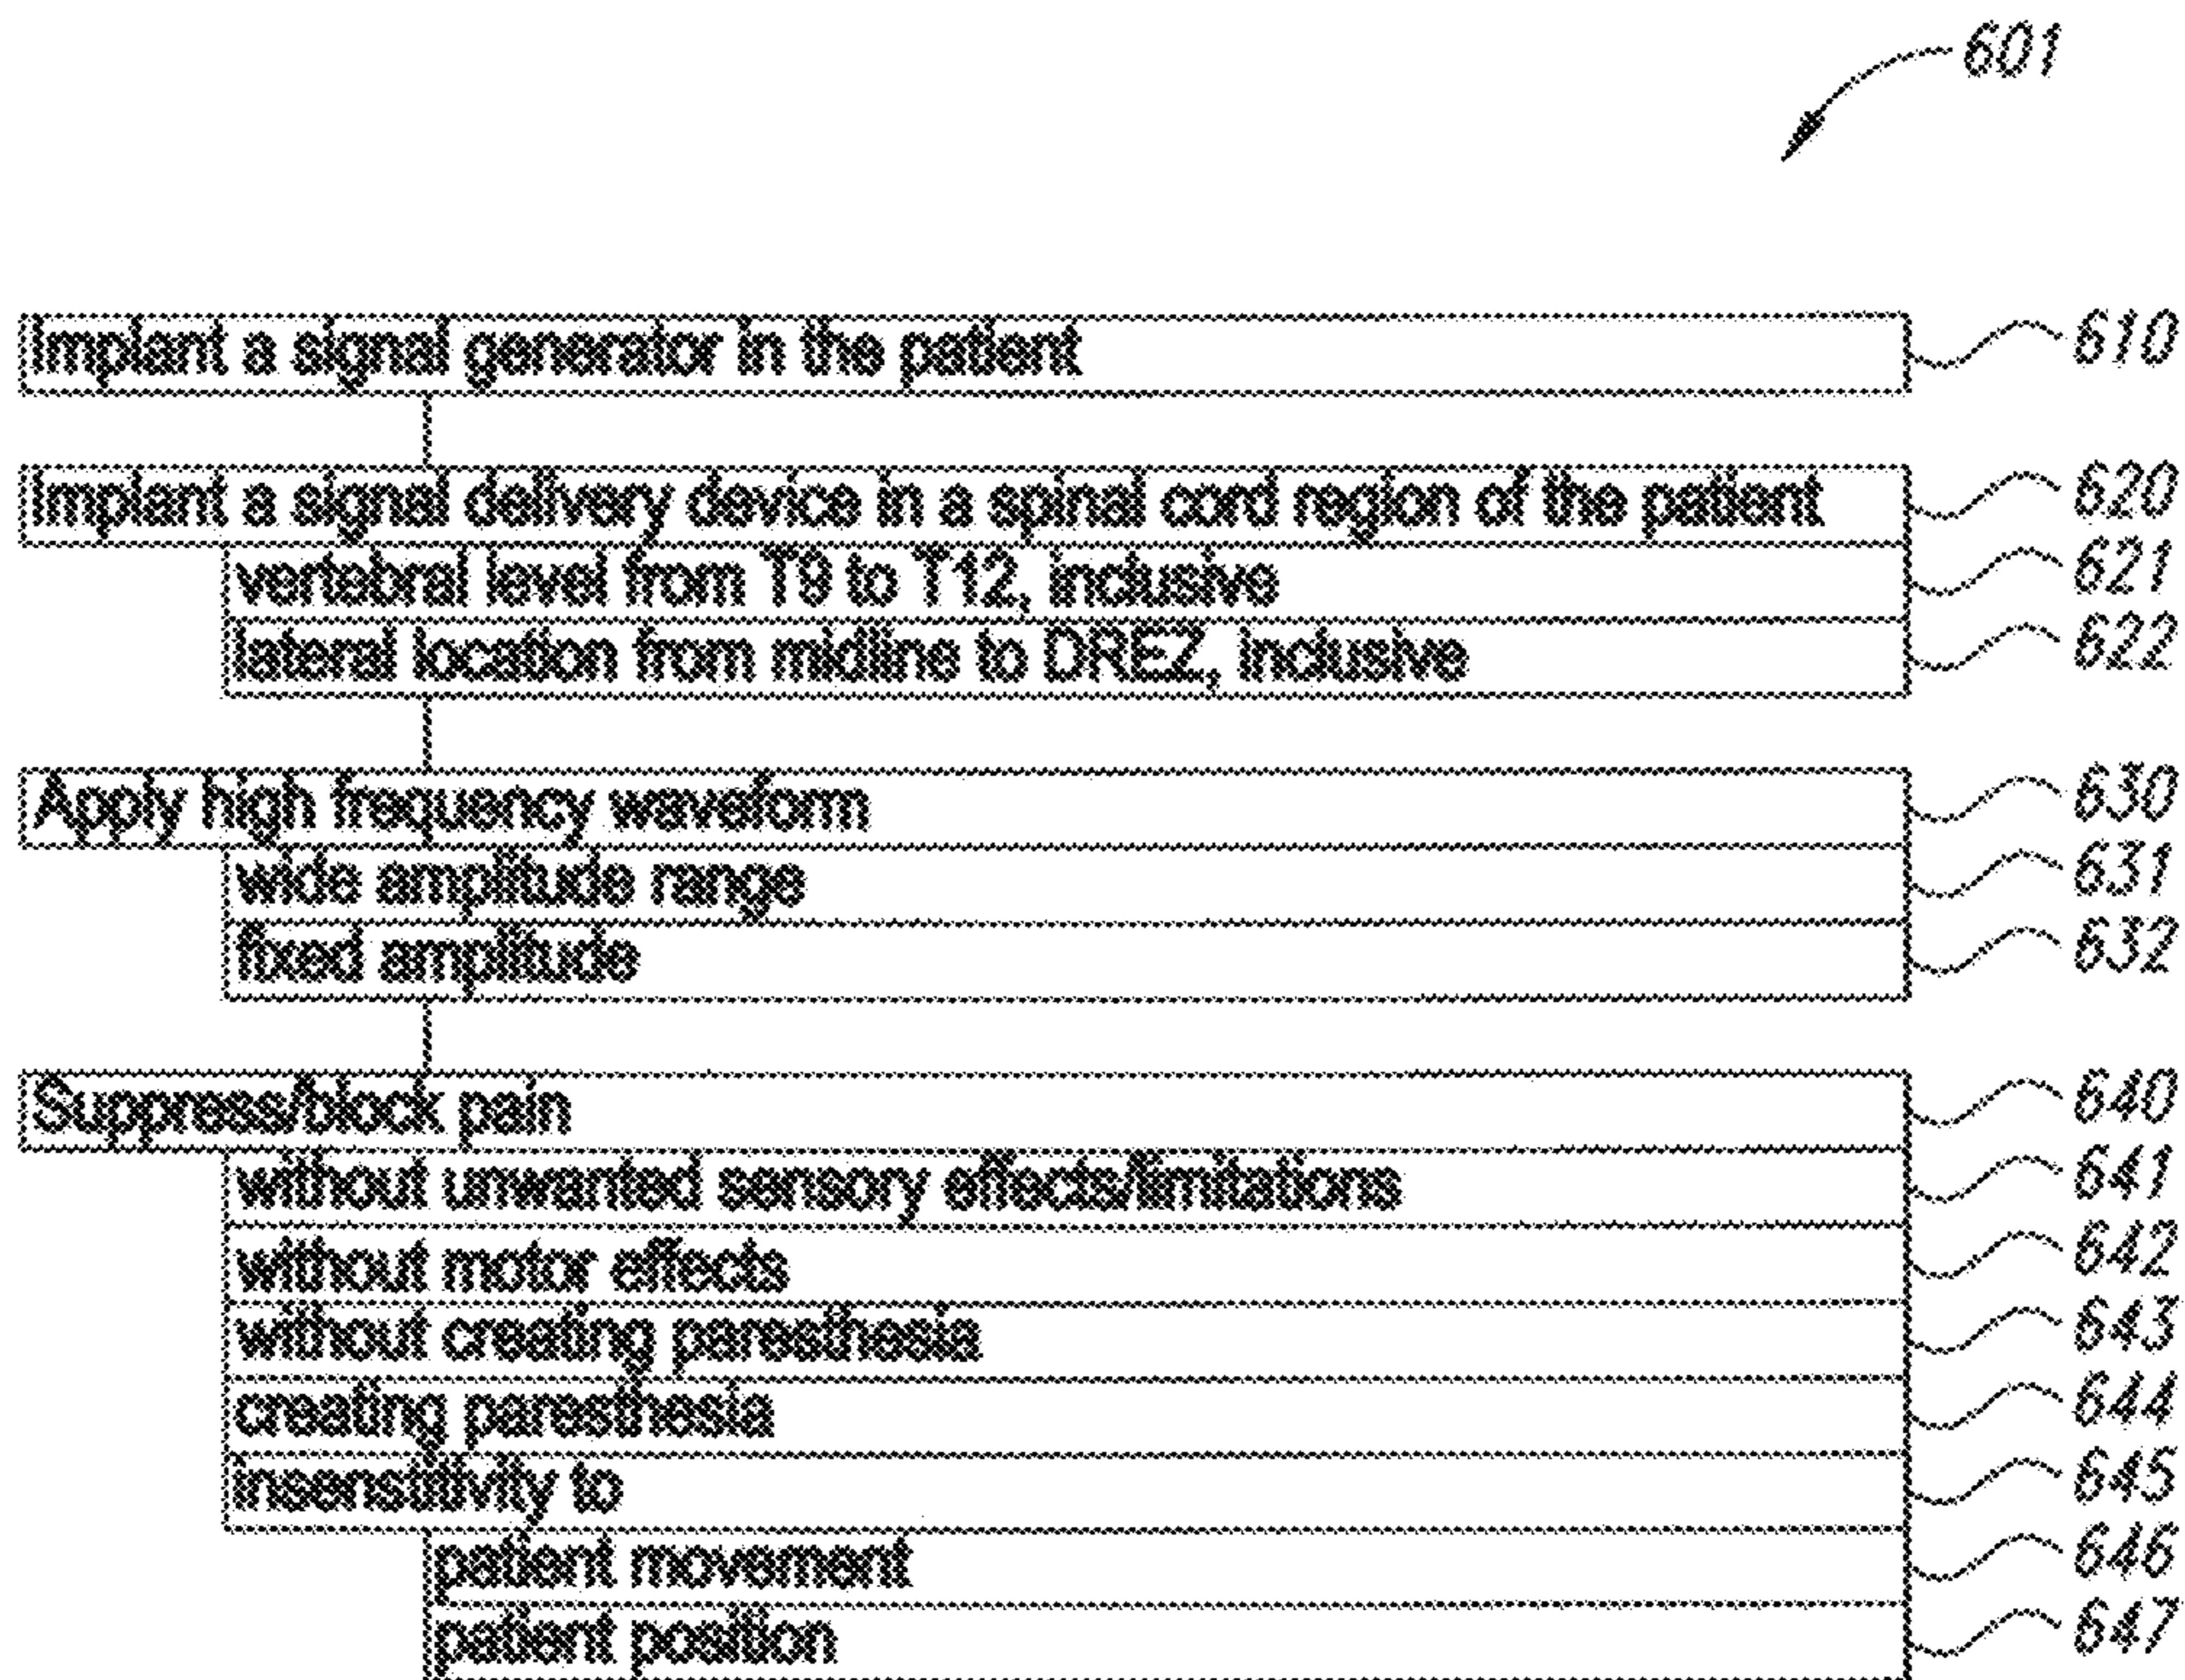 601
Implant a signal generator in the patient 610
Implant a signal delivery device in a spinal cord region of the patient 620
vertebral level from T9 to T12, inclusive 621
lateral location from midline to DREZ, inclusive 622
Apply high frequency waveform 630
wide amplitude range 631
fixed amplitude 632
Suppress/block pain 640
without unwanted sensory effects/limitations 641
without motor effects 642
without creating paresthesia 643
creating paresthesia 644
insensitivity to 645
patient movement 646
patient position 647